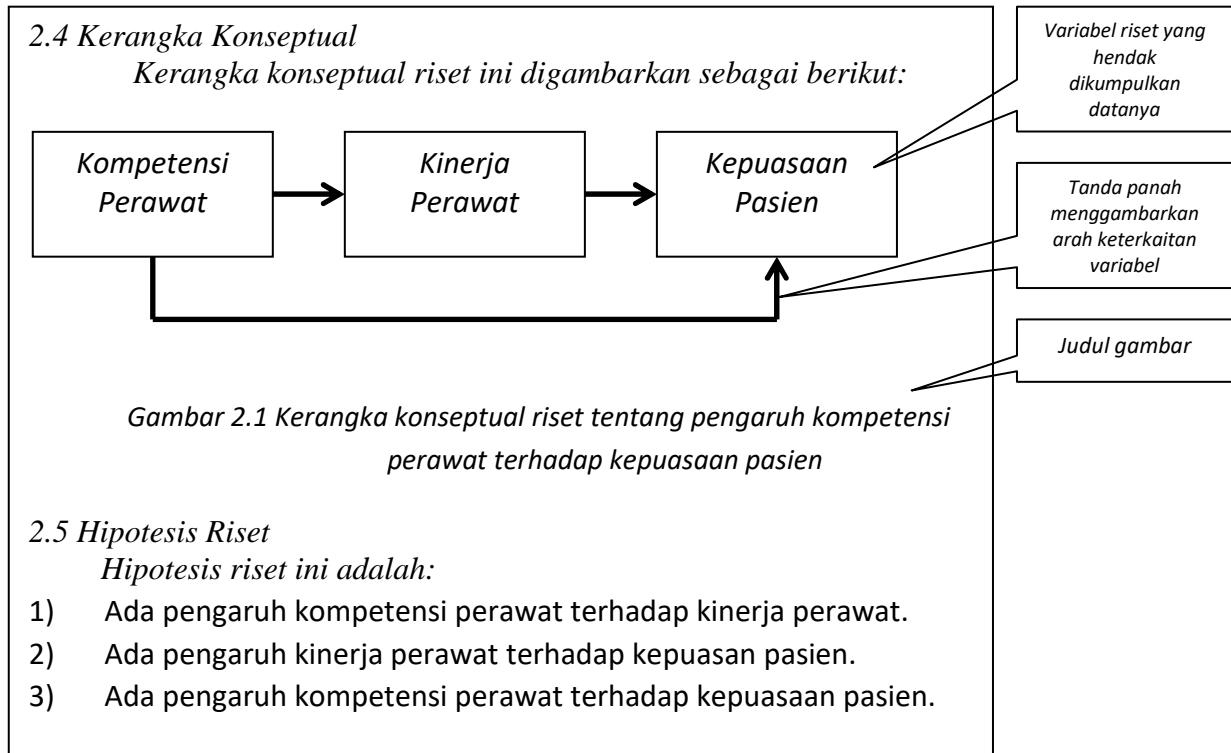 2.4 Kerangka Konseptual
Kerangka konseptual riset ini digambarkan sebagai berikut:
Kompetensi
Perawat
Kinerja
Perawat
Kepuasaan
Pasien
Variabel riset yang
hendak
dikumpulkan
datanya
Tanda panah
menggambarkan
arah keterkaitan
variabel
Judul gambar
Gambar 2.1 Kerangka konseptual riset tentang pengaruh kompetensi
perawat terhadap kepuasaan pasien
2.5 Hipotesis Riset
Hipotesis riset ini adalah:
1) Ada pengaruh kompetensi perawat terhadap kinerja perawat.
2) Ada pengaruh kinerja perawat terhadap kepuasan pasien.
3) Ada pengaruh kompetensi perawat terhadap kepuasaan pasien.